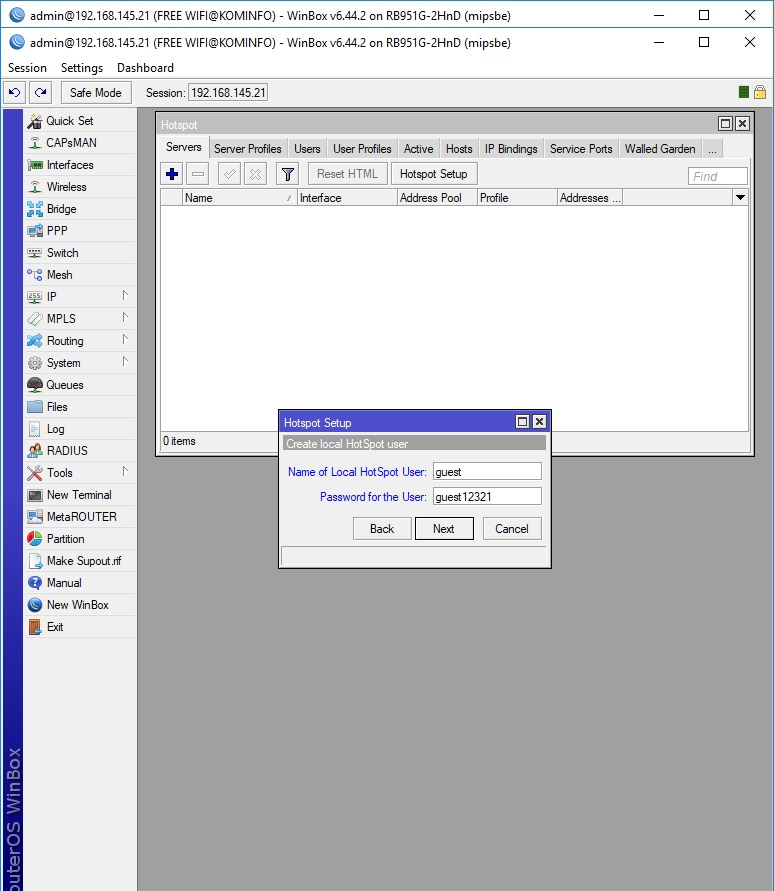 admin@192.168.145.21 (FREE WIFI@KOMINFO) - WinBox v6.44.2 on RB951G-2HnD (mipsbe)
admin@192.168.145.21 (FREE WIFI@KOMINFO) - WinBox v6.44.2 on RB951G-2HnD (mipsbe)
Session Settings Dashboard
Safe Mode Session: 192.168.145.21
Quick Set
CAPsMAN
Interfaces
Wireless
Bridge
PPP
Switch
Mesh
IP
MPLS
Routing
System
Queues
Files
Log
RADIUS
Tools
New Terminal
MetaROUTER
Partition
Make Supout.rif
Manual
New WinBox
Exit
outerOS WinBox
Hotspot
Servers Server Profiles Users User Profiles Active Hosts IP Bindings Service Ports Walled Garden ...
Reset HTML Hotspot Setup Find
Name Interface Address Pool Profile Addresses ...
0 items
Hotspot Setup
Create local HotSpot user
Name of Local HotSpot User: guest
Password for the User: guest12321
Back Next Cancel